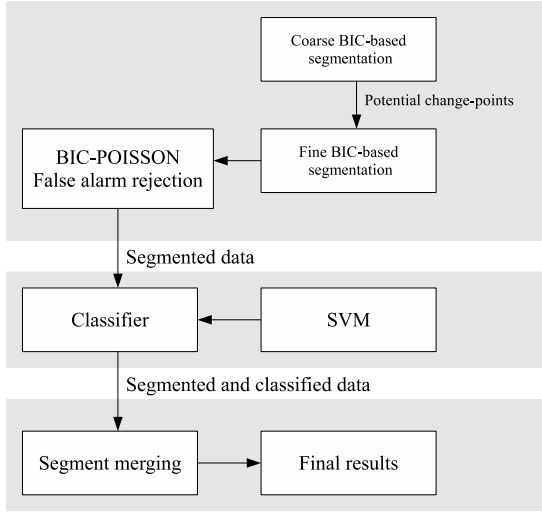 Coarse BIC-based
segmentation
Potential change-points
BIC-POISSON
False alarm rejection
Fine BIC-based
segmentation
Segmented data
Classifier
SVM
Segmented and classified data
Segment merging
Final results